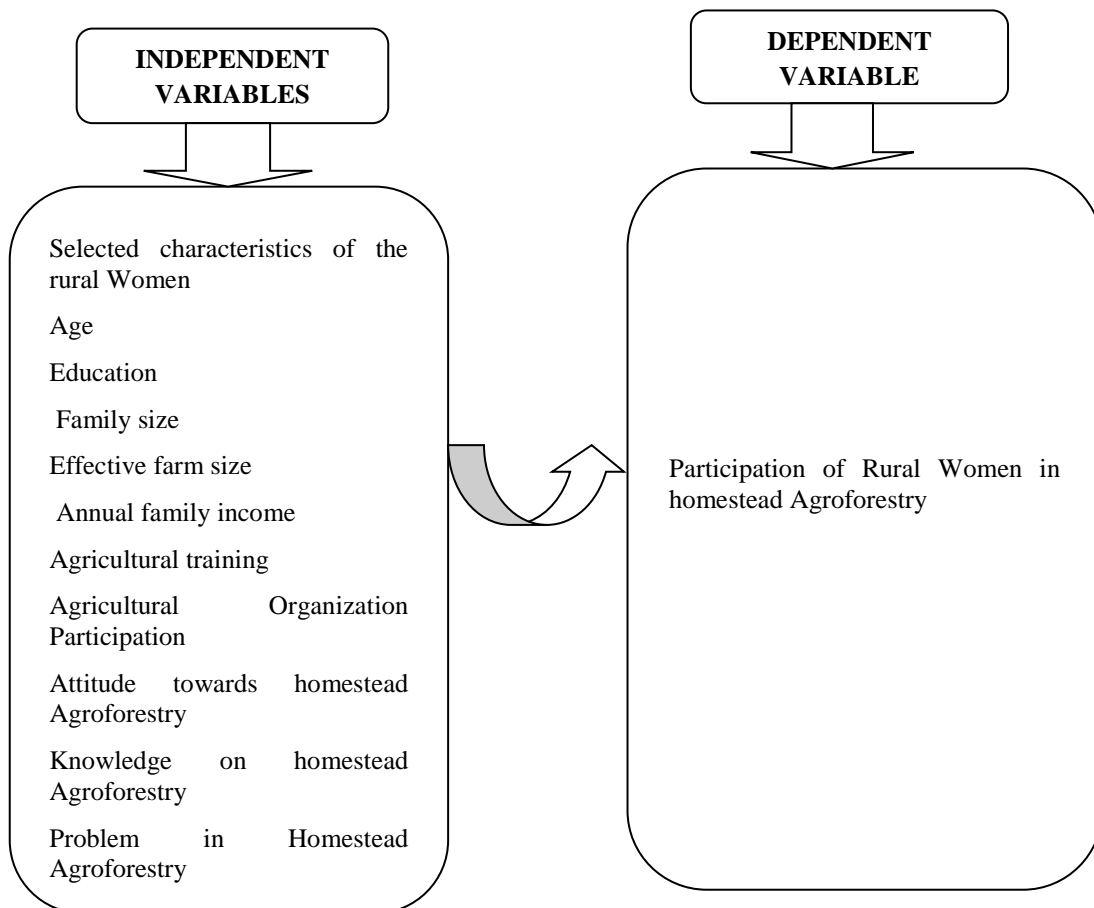 INDEPENDENT
VARIABLES
Selected characteristics of the
rural Women
Age
Education
Family size
Effective farm size
Annual family income
Agricultural training
Agricultural Organization
Participation
Attitude towards homestead
Agroforestry
Knowledge on homestead
Agroforestry
Problem in Homestead
Agroforestry
DEPENDENT
VARIABLE
Participation of Rural Women in
homestead Agroforestry